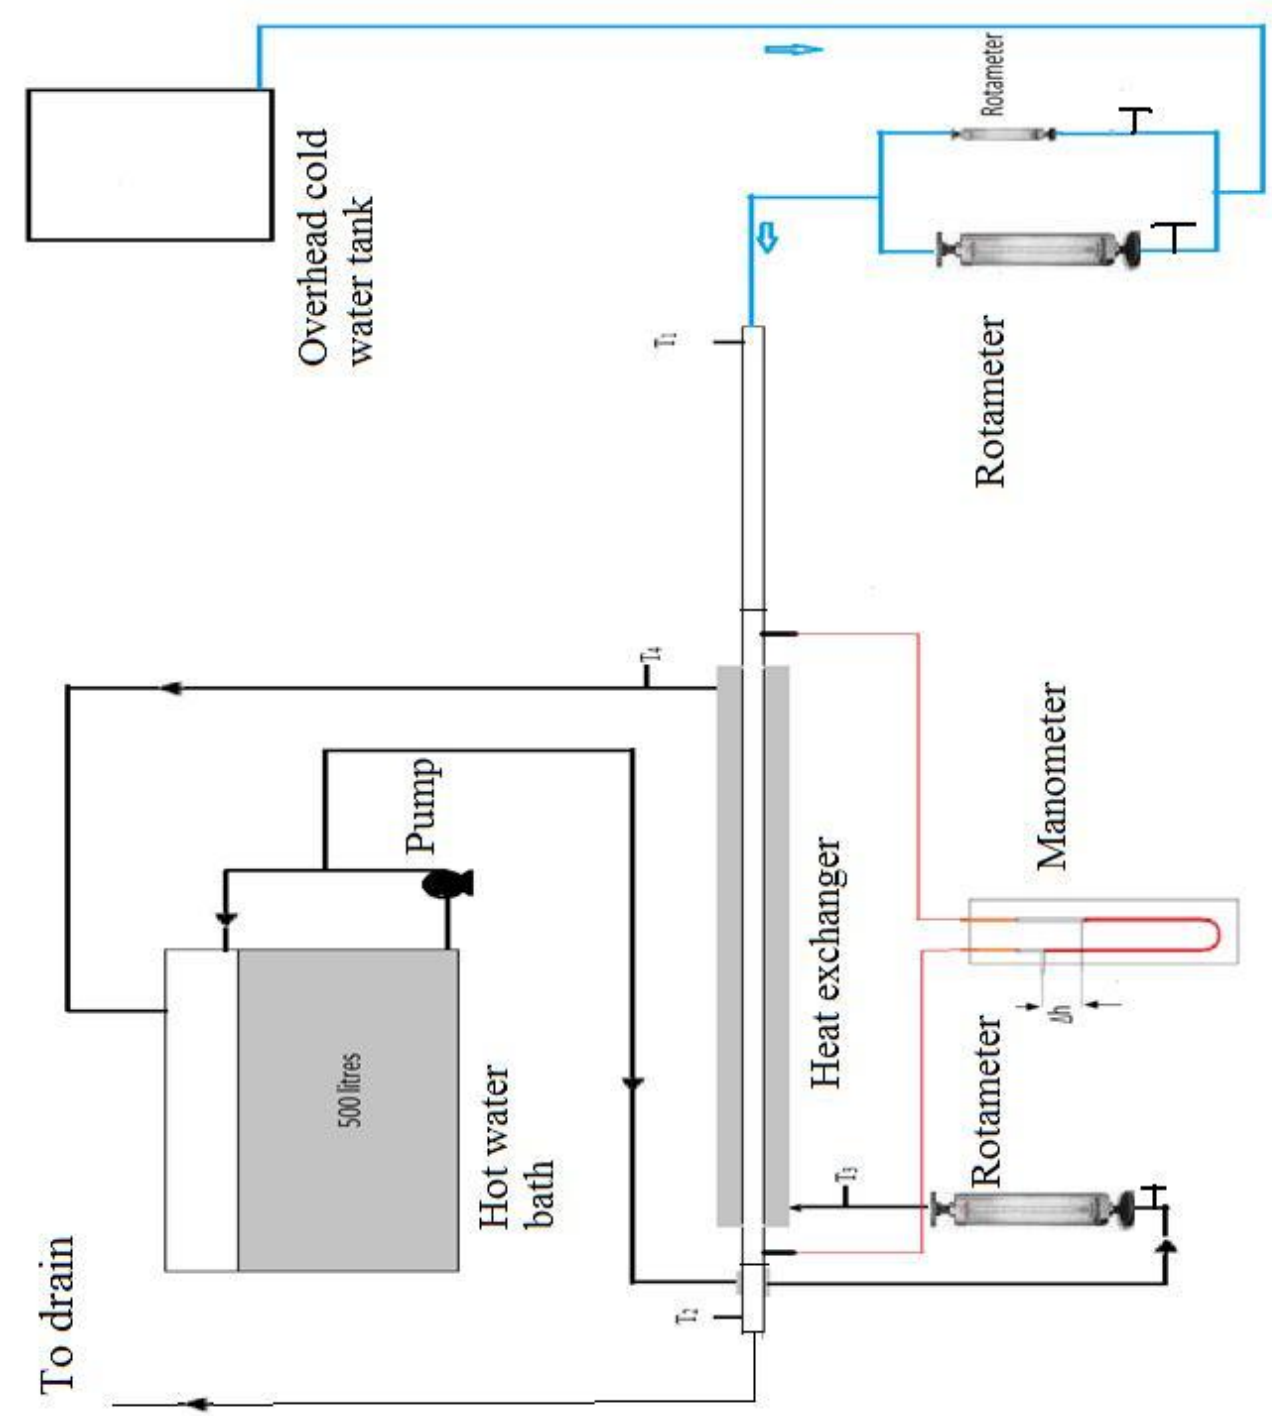 To drain
Overhead cold
water tank
500 litres
Hot water
bath
Pump
T₁
T₂
T₃
T₄
Heat exchanger
Rotameter
Rotameter
Rotameter
Manometer
Δh